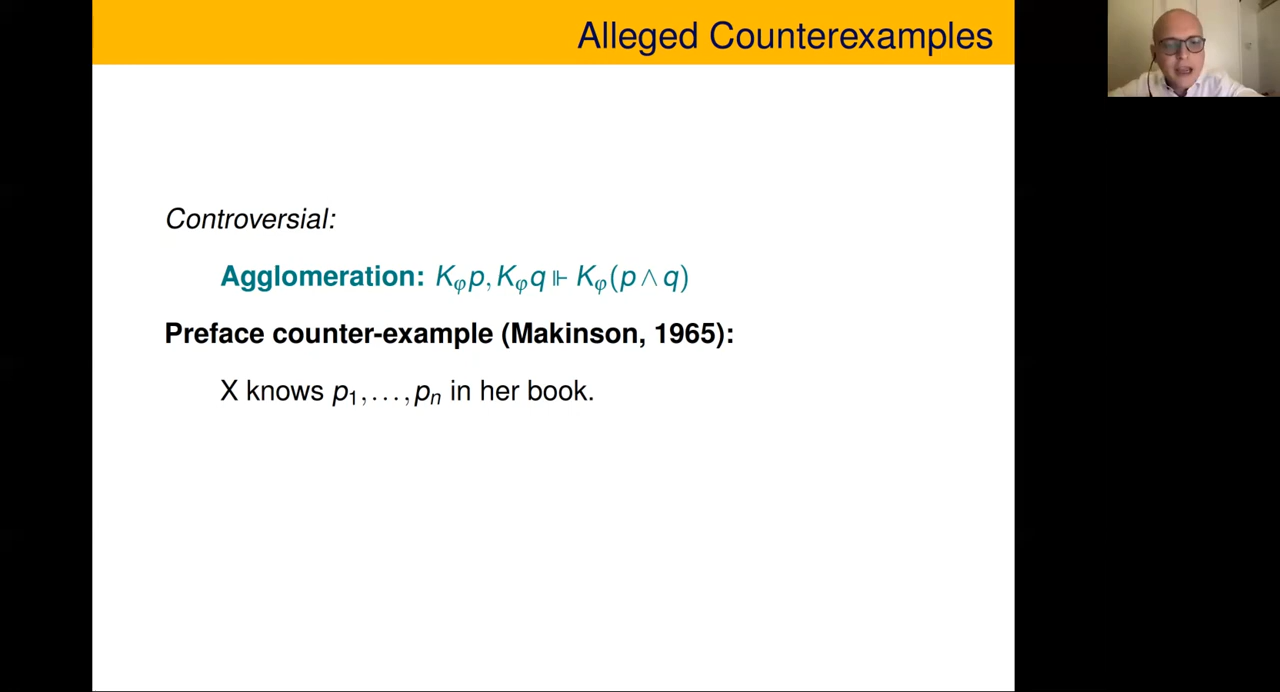 Alleged Counterexamples
Controversial:
Agglomeration: Kφp, Kφq ⊩ Kφ(p ∧ q)
Preface counter-example (Makinson, 1965):
X knows p₁,…,pₙ in her book.